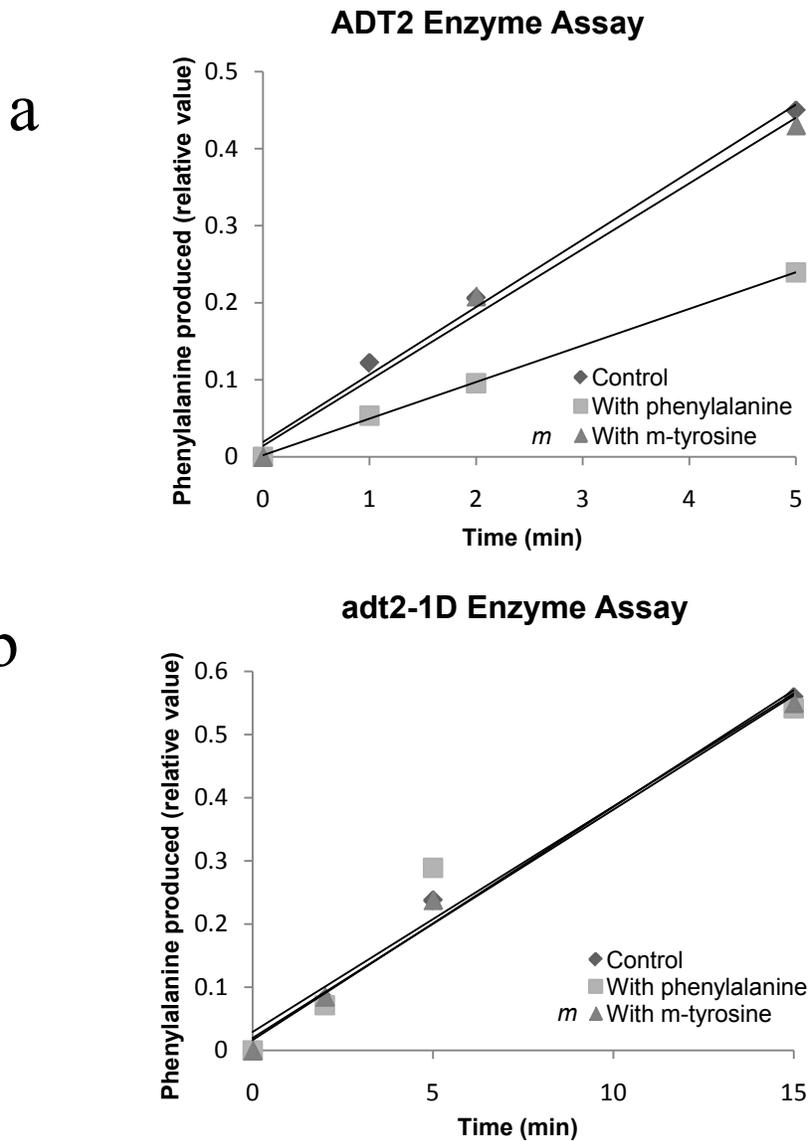 ADT2 Enzyme Assay
a
Phenylalanine produced (relative value)
0.5
0.4
0.3
0.2
0.1
0
Control
With phenylalanine
m With m-tyrosine
0 1 2 3 4 5
Time (min)
adt2-1D Enzyme Assay
b
Phenylalanine produced (relative value)
0.6
0.5
0.4
0.3
0.2
0.1
0
Control
With phenylalanine
m With m-tyrosine
0 5 10 15
Time (min)